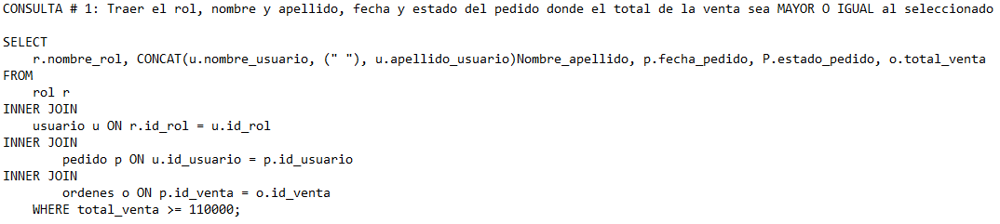 CONSULTA # 1: Traer el rol, nombre y apellido, fecha y estado del pedido donde el total de la venta sea MAYOR O IGUAL al seleccionado
SELECT
r.nombre_rol, CONCAT(u.nombre_usuario, (" "), u.apellido_usuario)Nombre_apellido, p.fecha_pedido, P.estado_pedido, o.total_venta
FROM
rol r
INNER JOIN
usuario u ON r.id_rol = u.id_rol
INNER JOIN
pedido p ON u.id_usuario = p.id_usuario
INNER JOIN
ordenes o ON p.id_venta = o.id_venta
WHERE total_venta >= 110000;